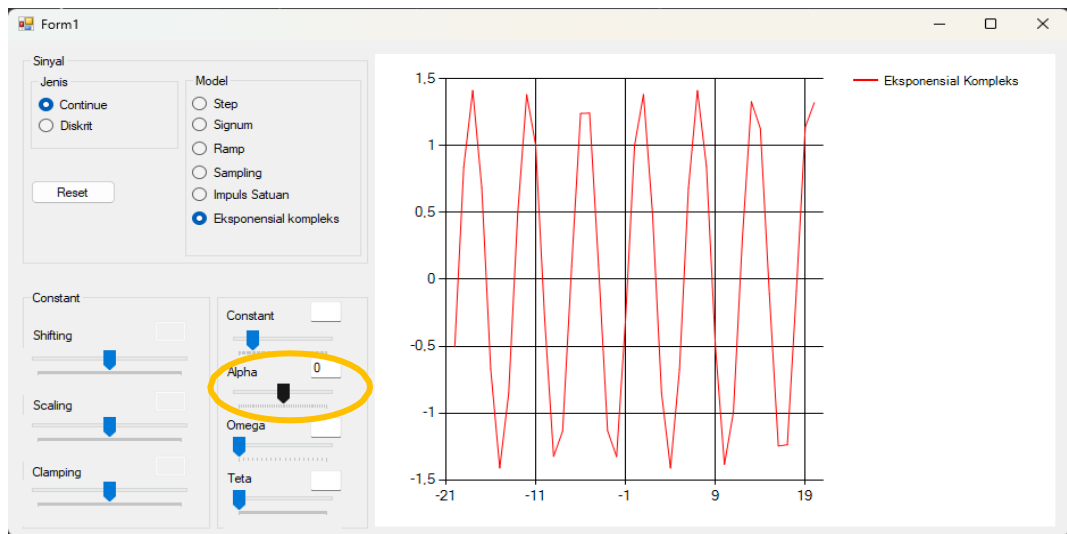 Form1
Sinyal
Jenis
Continue
Diskrit
Reset
Model
Step
Signum
Ramp
Sampling
Impuls Satuan
Eksponensial kompleks
Constant
Shifting
Scaling
Clamping
Constant
Alpha 0
Omega
Teta
1.5
1
0.5
0
-0.5
-1
-1.5
-21 -11 -1 9 19
Eksponensial Kompleks